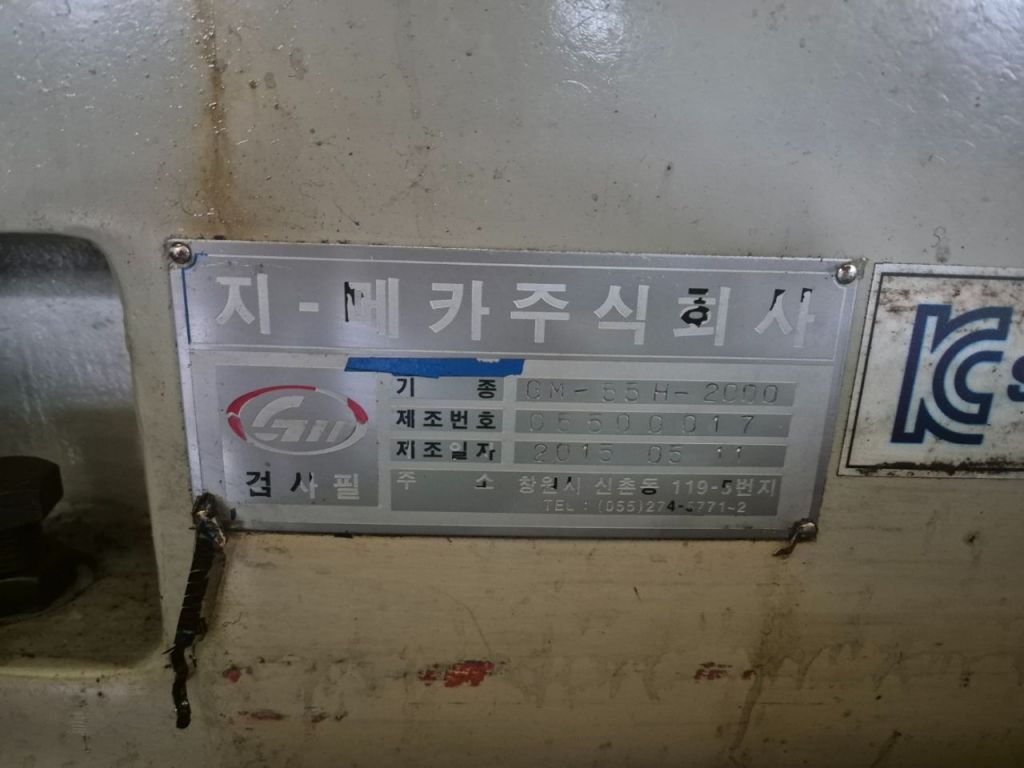 지-메카주식회사
기 종 GM-55H-2000
제조번호 05500017
제조일자 2015 05 11
검사필
주 소 창원시 신촌동 119-5번지
TEL : (055)274-3771~2
KC s